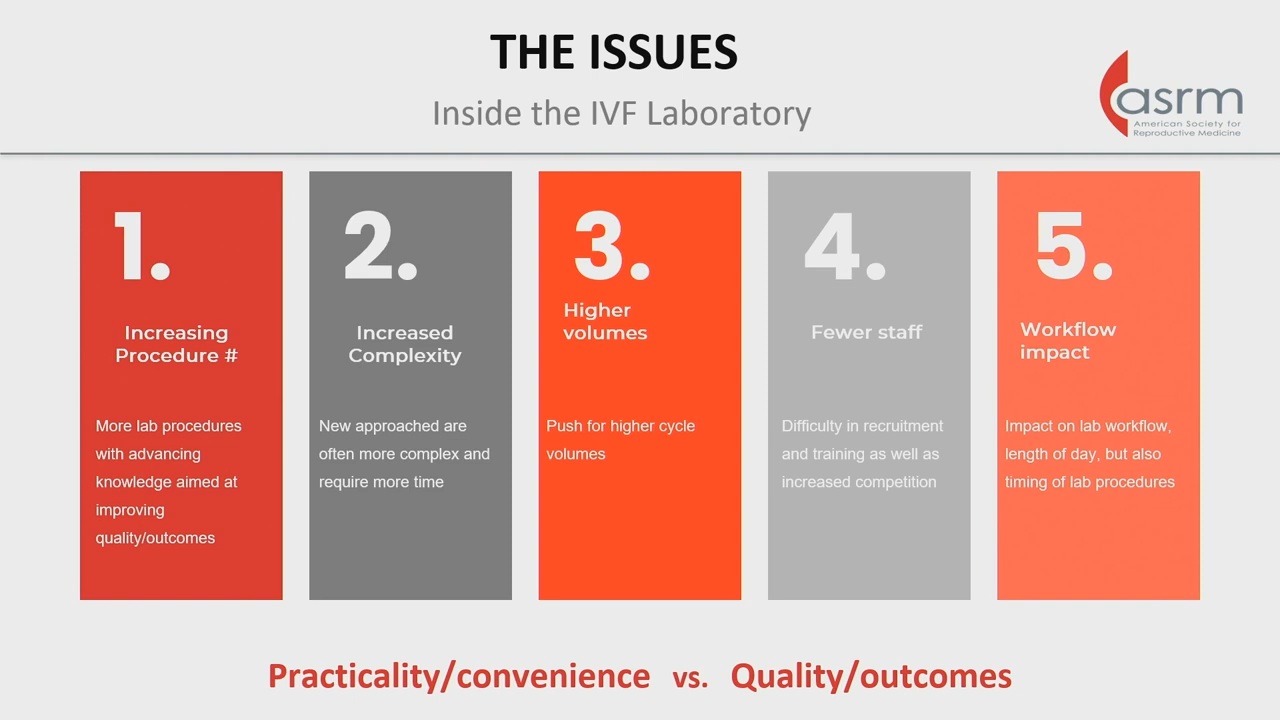 THE ISSUES
Inside the IVF Laboratory
asrm
American Society for
Reproductive Medicine
1.
Increasing
Procedure #
More lab procedures
with advancing
knowledge aimed at
improving
quality/outcomes
2.
Increased
Complexity
New approached are
often more complex and
require more time
3.
Higher
volumes
Push for higher cycle
volumes
4.
Fewer staff
Difficulty in recruitment
and training as well as
increased competition
5.
Workflow
impact
Impact on lab workflow,
length of day, but also
timing of lab procedures
Practicality/convenience vs. Quality/outcomes